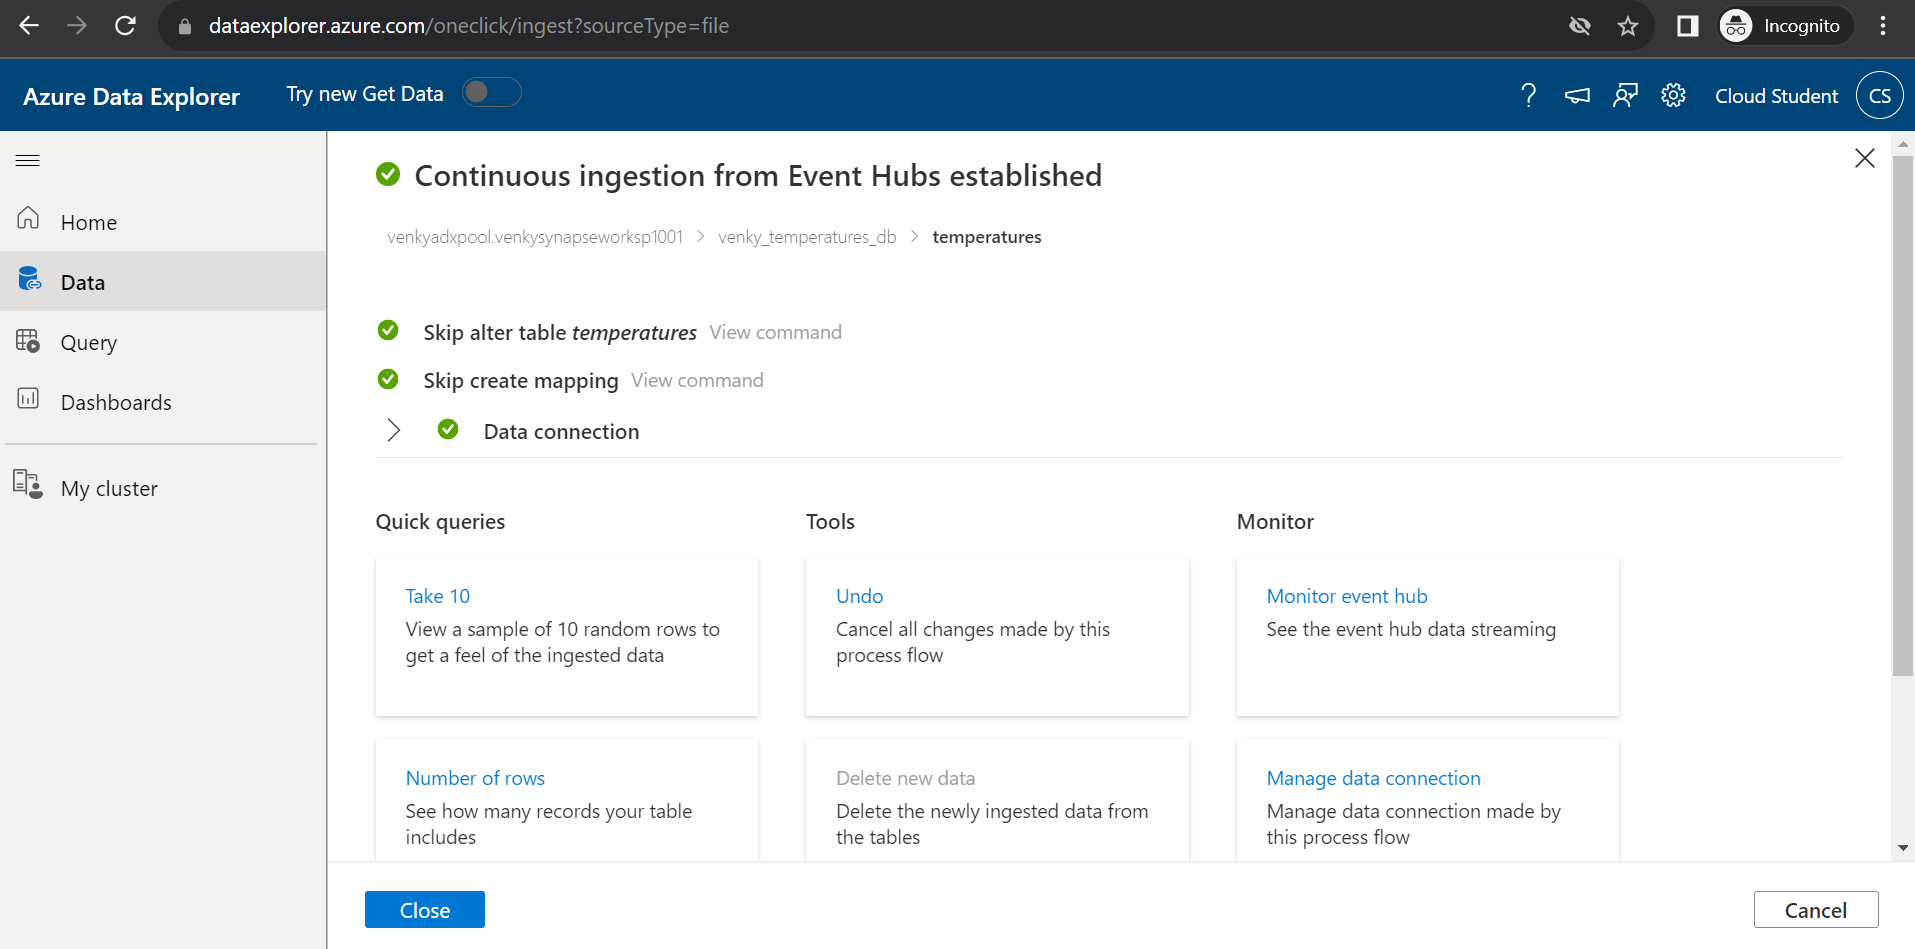 dataexplorer.azure.com/oneclick/ingest?sourceType=file
Incognito
Azure Data Explorer
Try new Get Data
Cloud Student
CS
Home
Data
Query
Dashboards
My cluster
Continuous ingestion from Event Hubs established
venkyadxpool.venkysynapseworksp1001 > venky_temperatures_db > temperatures
Skip alter table temperatures View command
Skip create mapping View command
Data connection
Quick queries
Take 10
View a sample of 10 random rows to
get a feel of the ingested data
Number of rows
See how many records your table
includes
Tools
Undo
Cancel all changes made by this
process flow
Delete new data
Delete the newly ingested data from
the tables
Monitor
Monitor event hub
See the event hub data streaming
Manage data connection
Manage data connection made by
this process flow
Close
Cancel